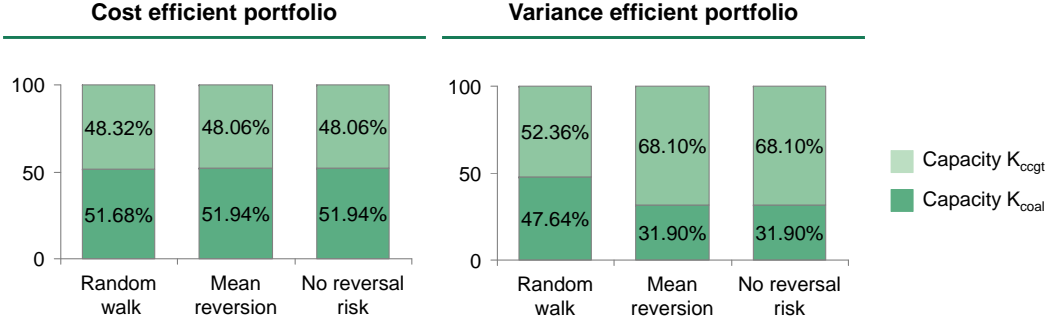 Cost efficient portfolio
100
50
0
48.32%
48.06%
48.06%
51.68%
51.94%
51.94%
Random walk
Mean reversion
No reversal risk
Variance efficient portfolio
100
50
0
52.36%
68.10%
68.10%
47.64%
31.90%
31.90%
Random walk
Mean reversion
No reversal risk
Capacity Kccgt
Capacity Kcoal